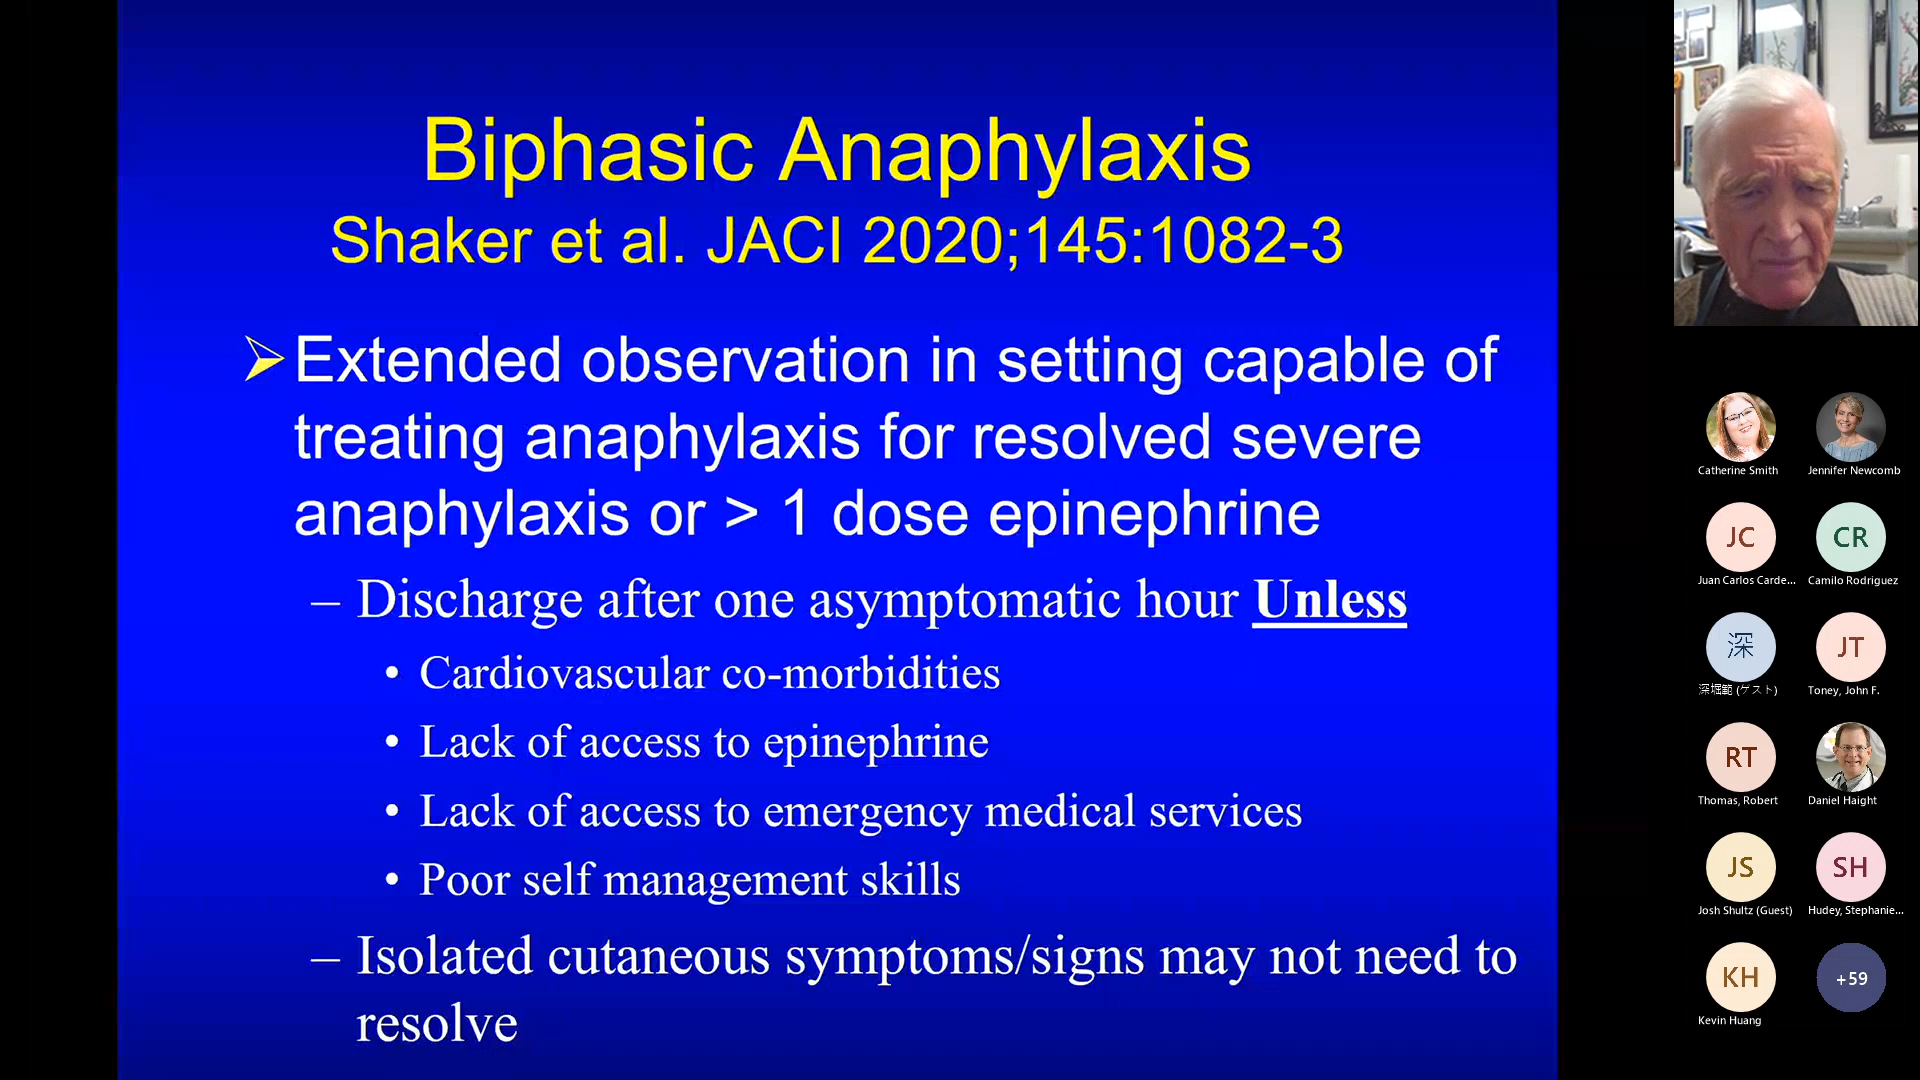 Biphasic Anaphylaxis
Shaker et al. JACI 2020;145:1082-3
Extended observation in setting capable of
treating anaphylaxis for resolved severe
anaphylaxis or > 1 dose epinephrine
– Discharge after one asymptomatic hour Unless
• Cardiovascular co-morbidities
• Lack of access to epinephrine
• Lack of access to emergency medical services
• Poor self management skills
– Isolated cutaneous symptoms/signs may not need to
resolve
Catherine Smith
Jennifer Newcomb
JC
CR
Juan Carlos Carde...
Camilo Rodriguez
深
JT
深堀範 (ゲスト)
Toney, John F.
RT
Thomas, Robert
Daniel Haight
JS
SH
Josh Shultz (Guest)
Hudey, Stephanie...
KH
+59
Kevin Huang